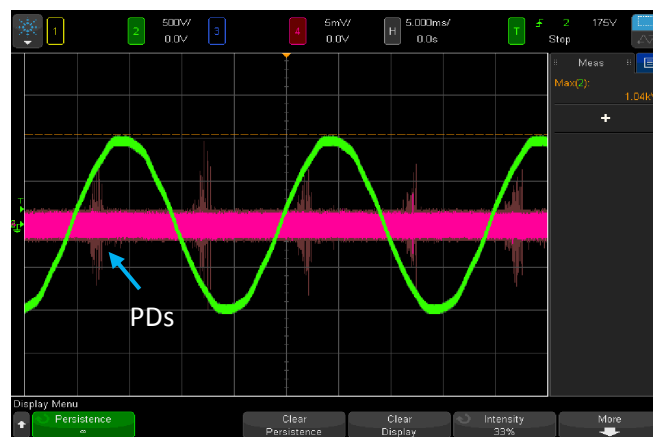 1 2 500V/ 0.0V 3 4 5mV/ 0.0V H 5.000ms/ 0.0s T 2 175V Stop
Meas
Max(2):
1.04kV
+
T
PDs
Display Menu
Persistence ∞
Clear Persistence
Clear Display
Intensity 33%
More